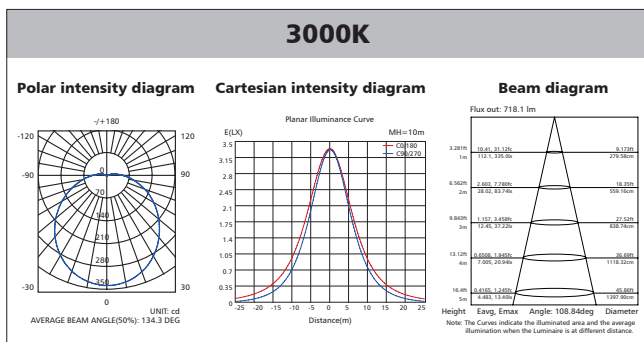 3000K
Polar intensity diagram
-/+180
-120
120
-90
90
0
70
140
210
280
350
-30
30
0
UNIT: cd
AVERAGE BEAM ANGLE(50%): 134.3 DEG
Cartesian intensity diagram
Planar Illuminance Curve
E(LX)
MH=10m
C0/180
C90/270
3.5
3.15
2.8
2.45
2.1
1.75
1.4
1.05
0.7
0.35
0
-25 -20 -15 -10 -5 0 5 10 15 20 25
Distance(m)
Beam diagram
Flux out: 718.1 lm
3.281ft 10.41, 31.12fc 9.173ft
1m 112.1, 335.0lx 279.58cm
6.562ft 2.603, 7.780fc 18.35ft
2m 28.02, 83.74lx 559.16cm
9.843ft 1.157, 3.458fc 27.52ft
3m 12.45, 37.22lx 838.74cm
13.12ft 0.6508, 1.945fc 36.69ft
4m 7.005, 20.94lx 1118.32cm
16.4ft 0.4165, 1.245fc 45.86ft
5m 4.483, 13.40lx 1397.90cm
Height Eavg, Emax Angle: 108.84deg Diameter
Note: The Curves indicate the illuminated area and the average
illumination when the Luminaire is at different distance.